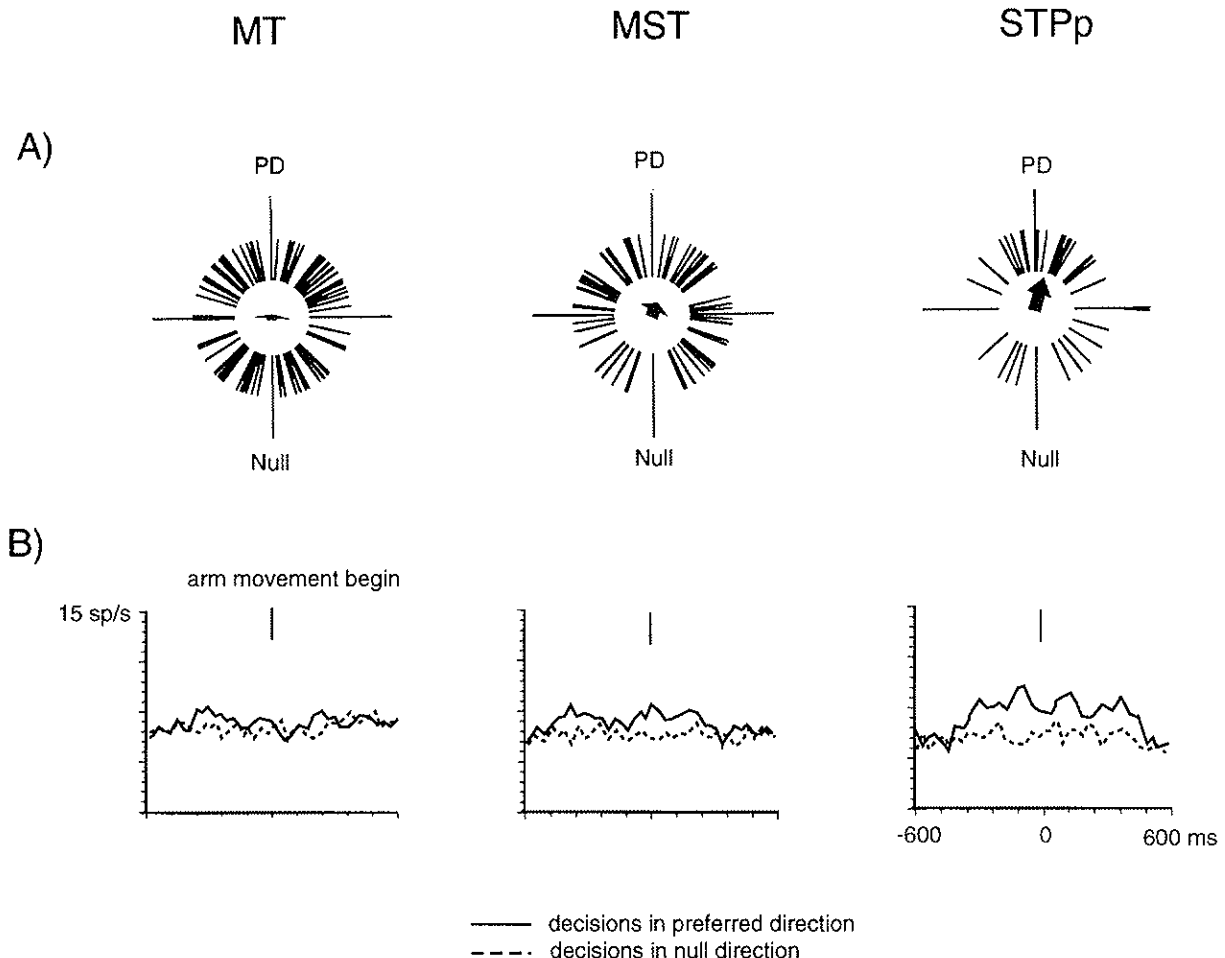 MT MST STPp
A)
PD PD PD
Null Null Null
B)
arm movement begin
15 sp/s
-600 0 600 ms
decisions in preferred direction
decisions in null direction